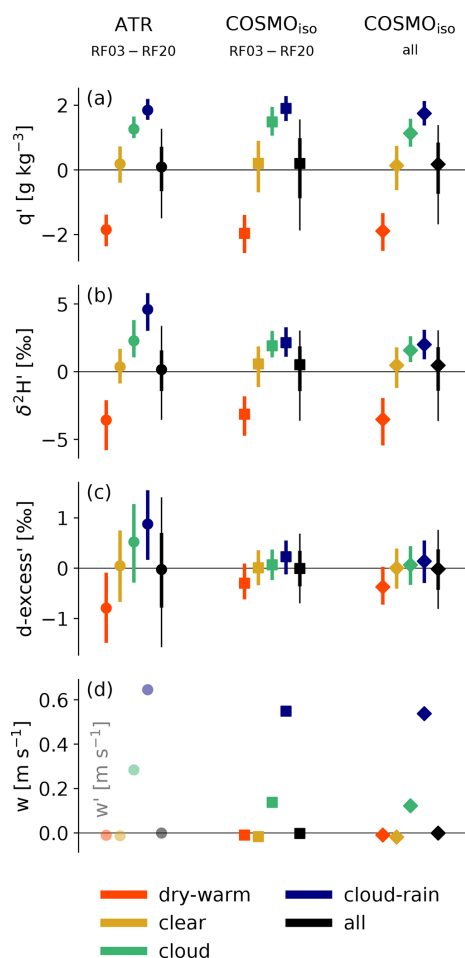 ATR COSMOiso COSMOiso
RF03 − RF20 RF03 − RF20 all
(a)
q' [g kg−3]
2
0
−2
(b)
δ2H' [‰]
5
0
−5
(c)
d-excess' [‰]
1
0
−1
(d)
w [m s−1]
w' [m s−1]
0.6
0.4
0.2
0.0
dry-warm cloud-rain
clear all
cloud